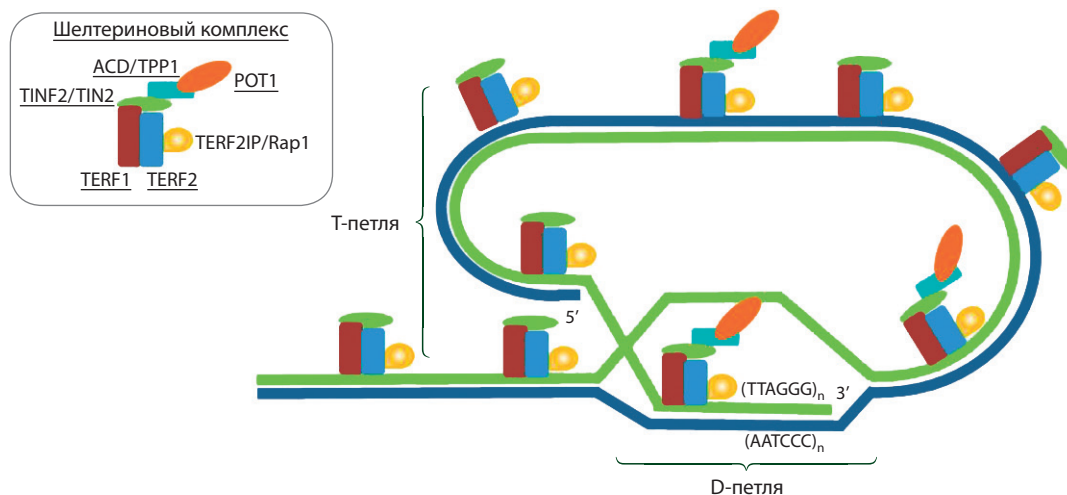 Шелтериновый комплекс
ACD/TPP1
POT1
TINF2/TIN2
TERF2IP/Rap1
TERF1 TERF2
Т-петля
5’
(TTAGGG)n 3’
(AATCCC)n
D-петля